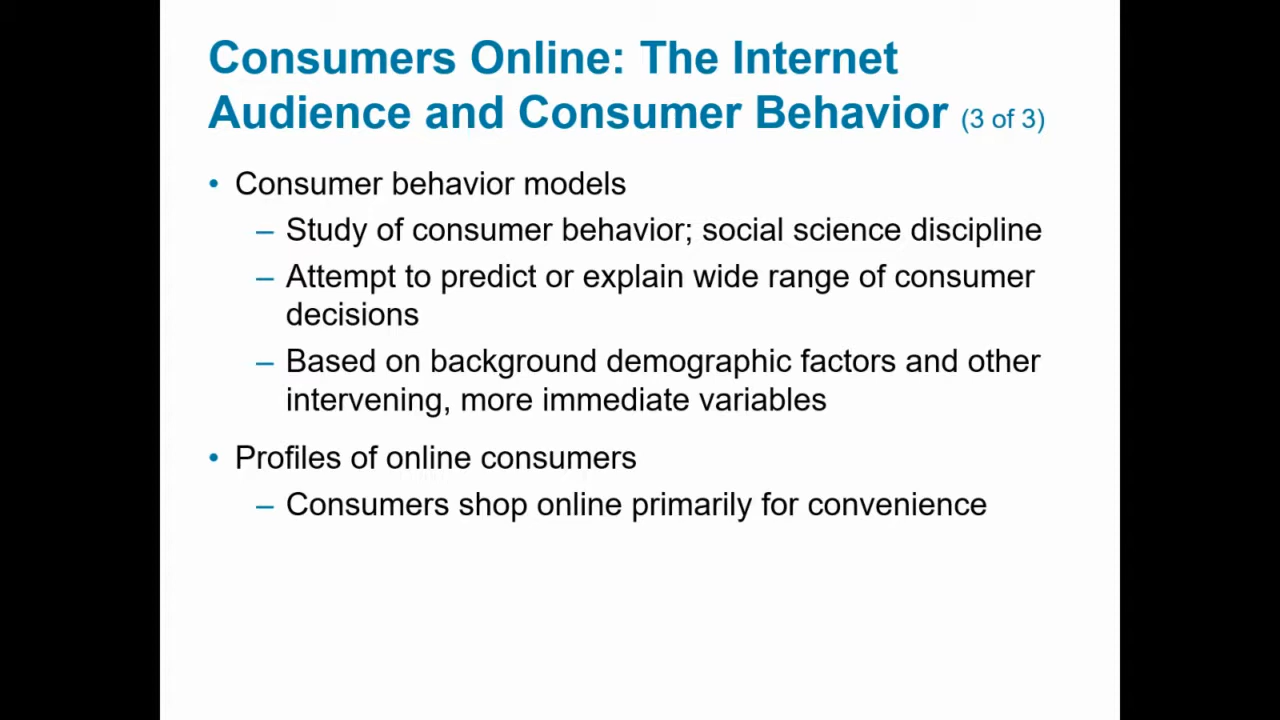 Consumers Online: The Internet
Audience and Consumer Behavior (3 of 3)
• Consumer behavior models
– Study of consumer behavior; social science discipline
– Attempt to predict or explain wide range of consumer
decisions
– Based on background demographic factors and other
intervening, more immediate variables
• Profiles of online consumers
– Consumers shop online primarily for convenience